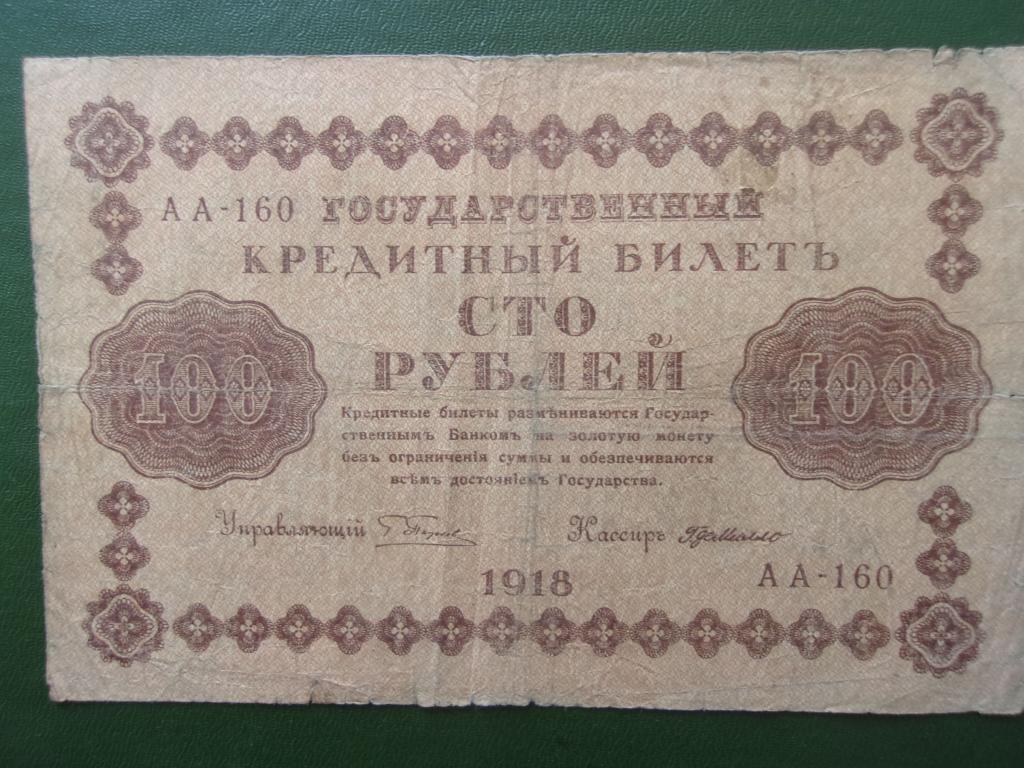 АА-160 ГОСУДАРСТВЕННЫЙ
КРЕДИТНЫЙ БИЛЕТЪ
СТО
РУБЛЕЙ
100 100
Кредитные билеты размѣниваются Государ-
ственнымъ Банкомъ на золотую монету
безъ ограниченія суммы и обезпечиваются
всѣмъ достояніемъ Государства.
Управляющій Кассиръ
1918 АА-160